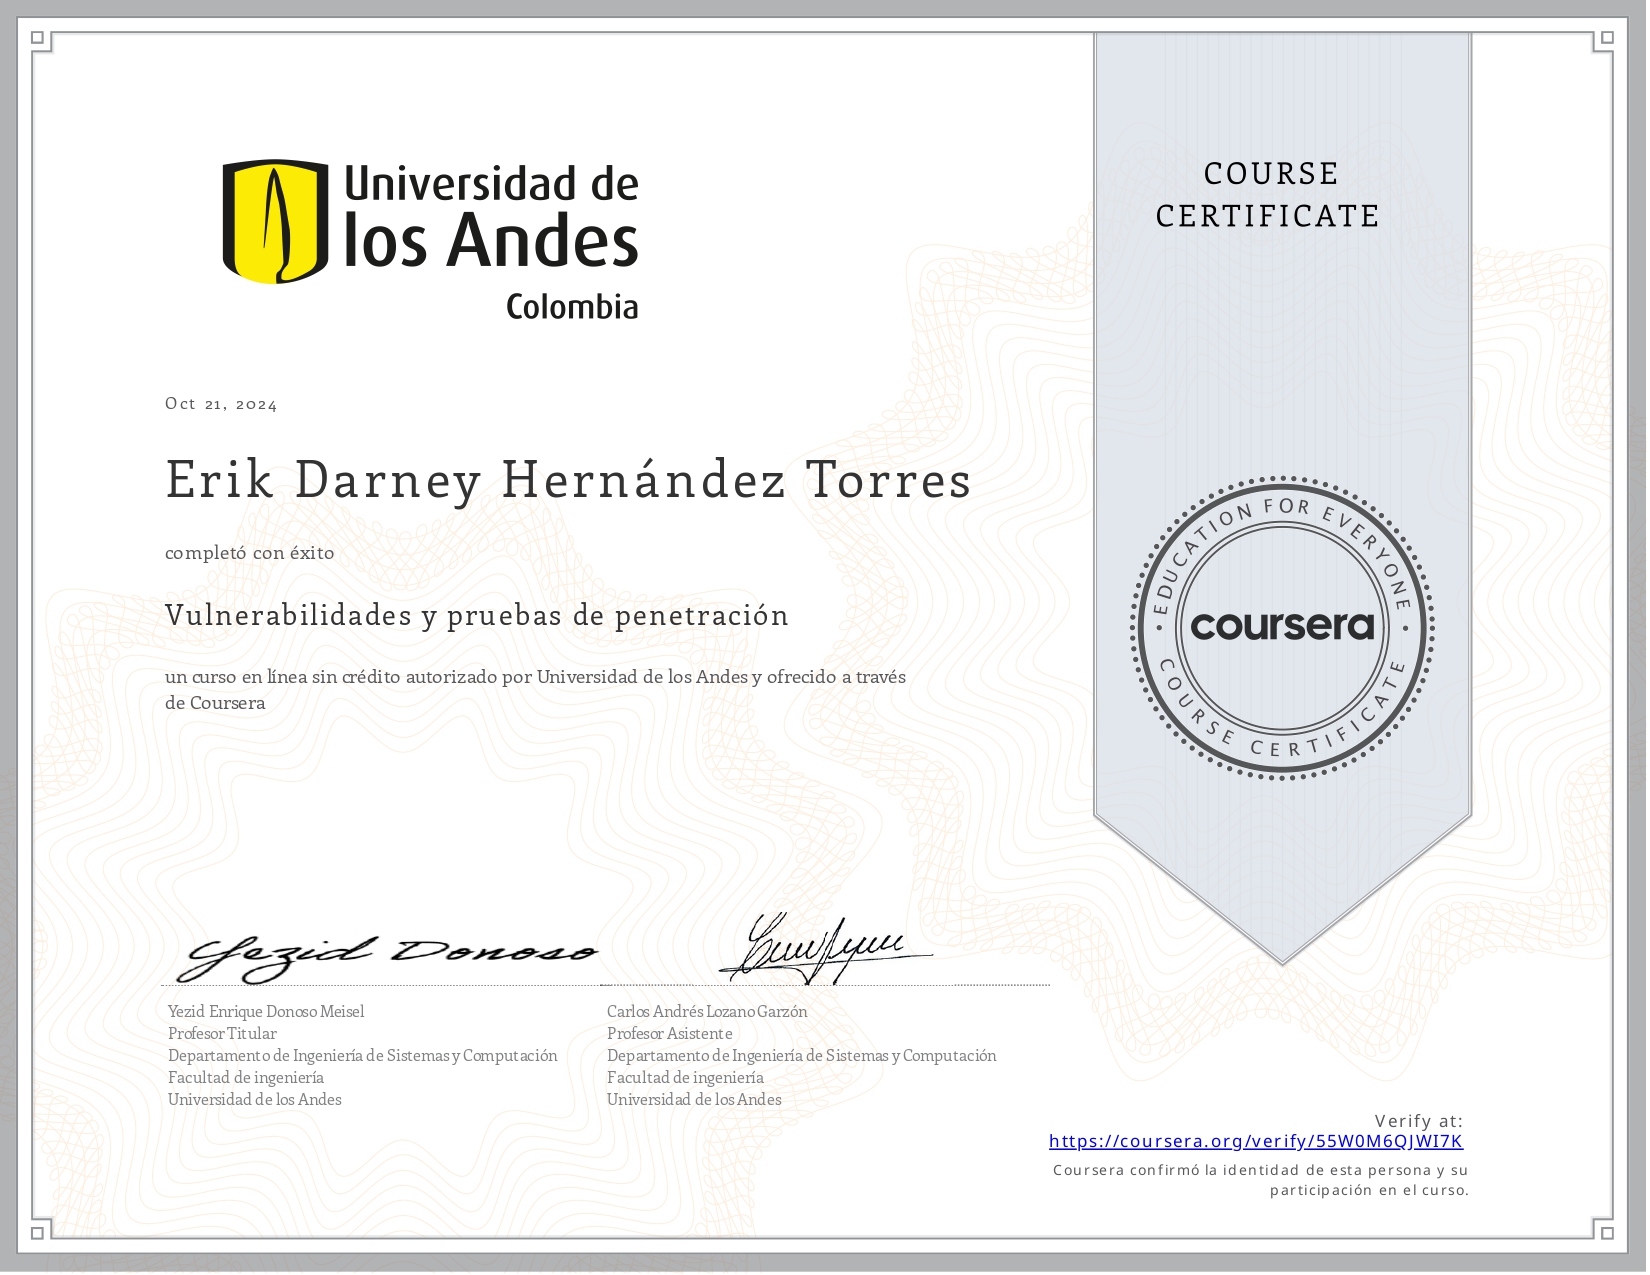 Universidad de
los Andes
Colombia
COURSE
CERTIFICATE
Oct 21, 2024
Erik Darney Hernández Torres
completó con éxito
Vulnerabilidades y pruebas de penetración
un curso en línea sin crédito autorizado por Universidad de los Andes y ofrecido a través
de Coursera
EDUCATION FOR EVERYONE
coursera
COURSE CERTIFICATE
Yezid Donoso
Yezid Enrique Donoso Meisel
Profesor Titular
Departamento de Ingeniería de Sistemas y Computación
Facultad de ingeniería
Universidad de los Andes
Carlos Andrés Lozano Garzón
Profesor Asistente
Departamento de Ingeniería de Sistemas y Computación
Facultad de ingeniería
Universidad de los Andes
Verify at:
https://coursera.org/verify/55W0M6QJWI7K
Coursera confirmó la identidad de esta persona y su
participación en el curso.